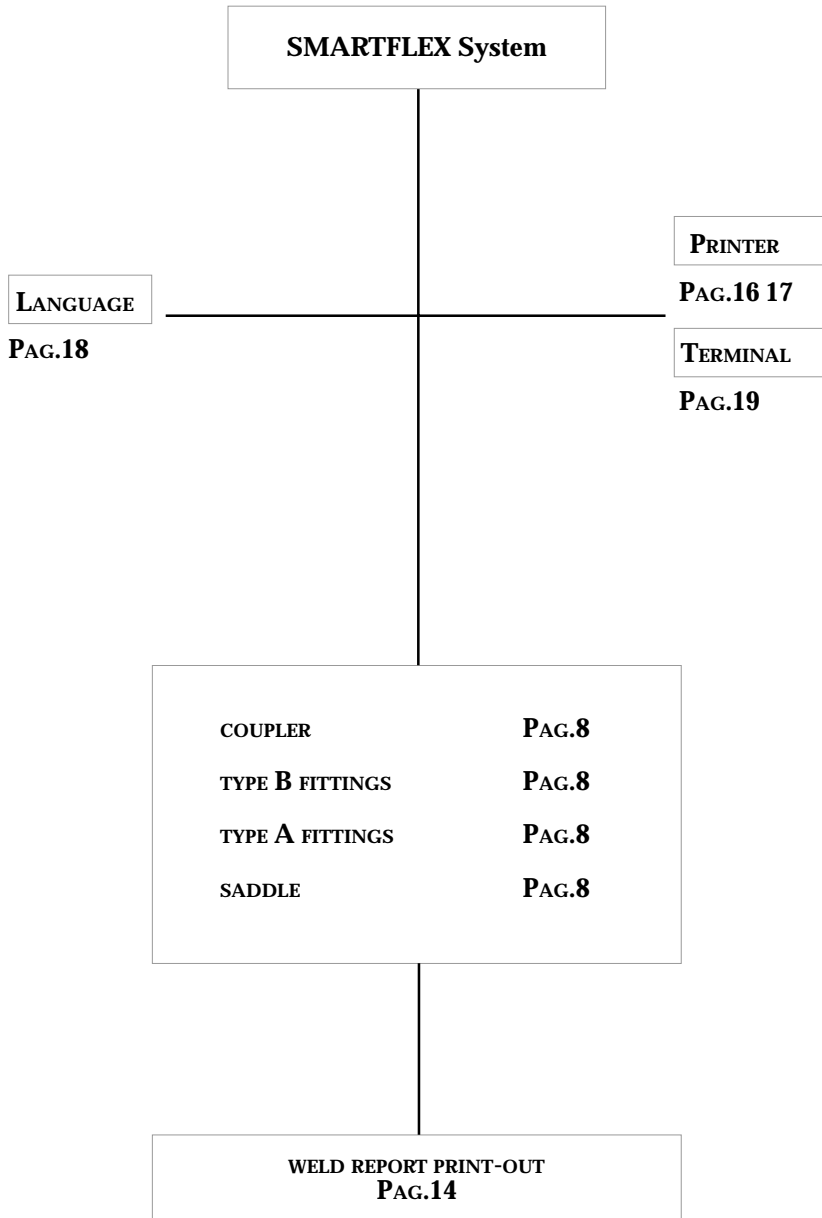 SMARTFLEX System
PRINTER
PAG.16 17
LANGUAGE
PAG.18
TERMINAL
PAG.19
COUPLER PAG.8
TYPE B FITTINGS PAG.8
TYPE A FITTINGS PAG.8
SADDLE PAG.8
WELD REPORT PRINT-OUT
PAG.14